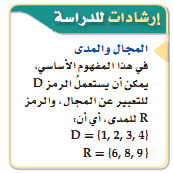 إرشادات للدراسة
المجال والمدى
في هذا المفهوم الأساسي،
يمكن أن يستعملُ الرمز D
للتعبير عن المجال، والرمز
R للمدى، أي أن:
D = {1, 2, 3, 4}
R = {6, 8, 9}